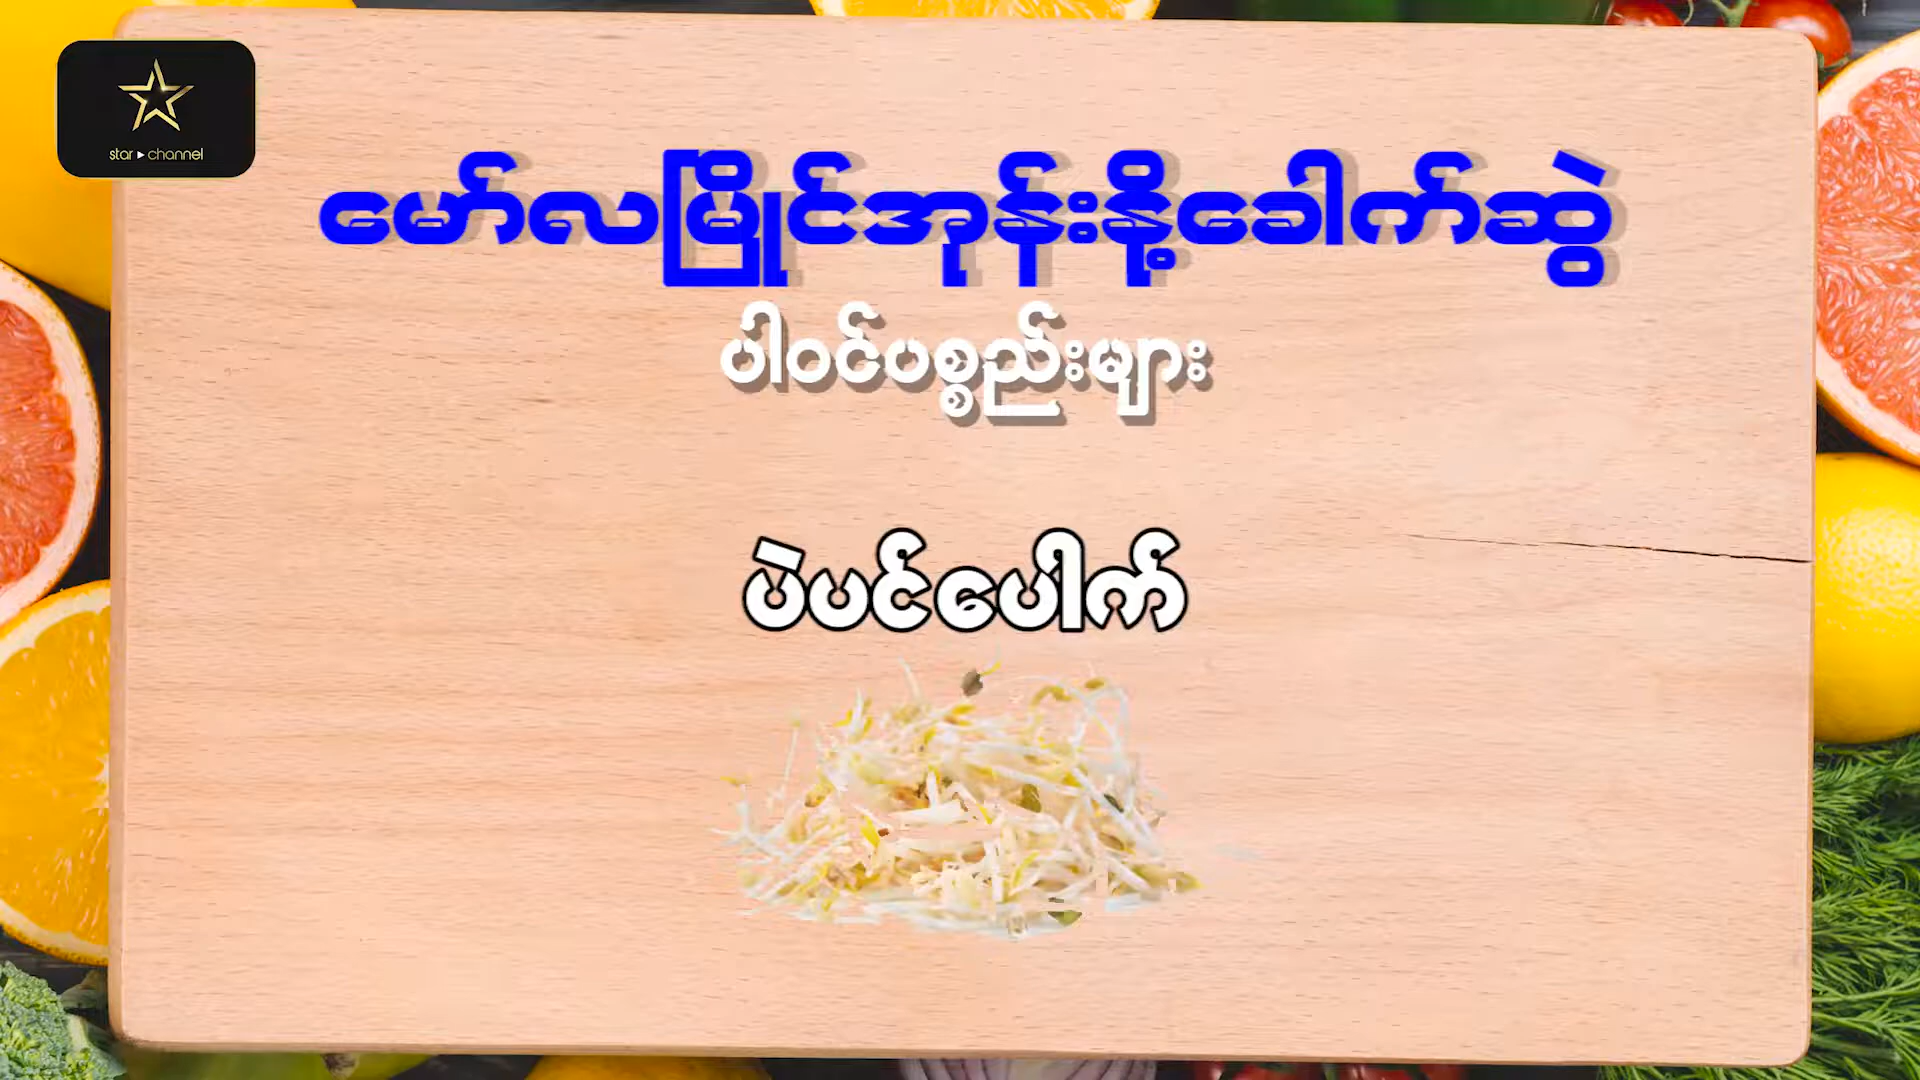 star channel
မော်လမြိုင်အုန်းနို့ခေါက်ဆွဲ
ပါဝင်ပစ္စည်းများ
ပဲပင်ပေါက်